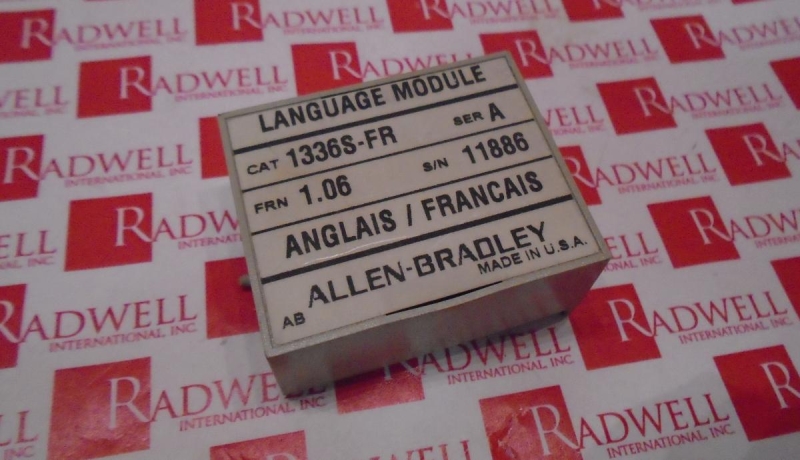 LANGUAGE MODULE
CAT 1336S-FR SER A
FRN 1.06 S/N 11886
ANGLAIS / FRANCAIS
AB ALLEN-BRADLEY
MADE IN U.S.A.
RADWELL
INTERNATIONAL, INC.